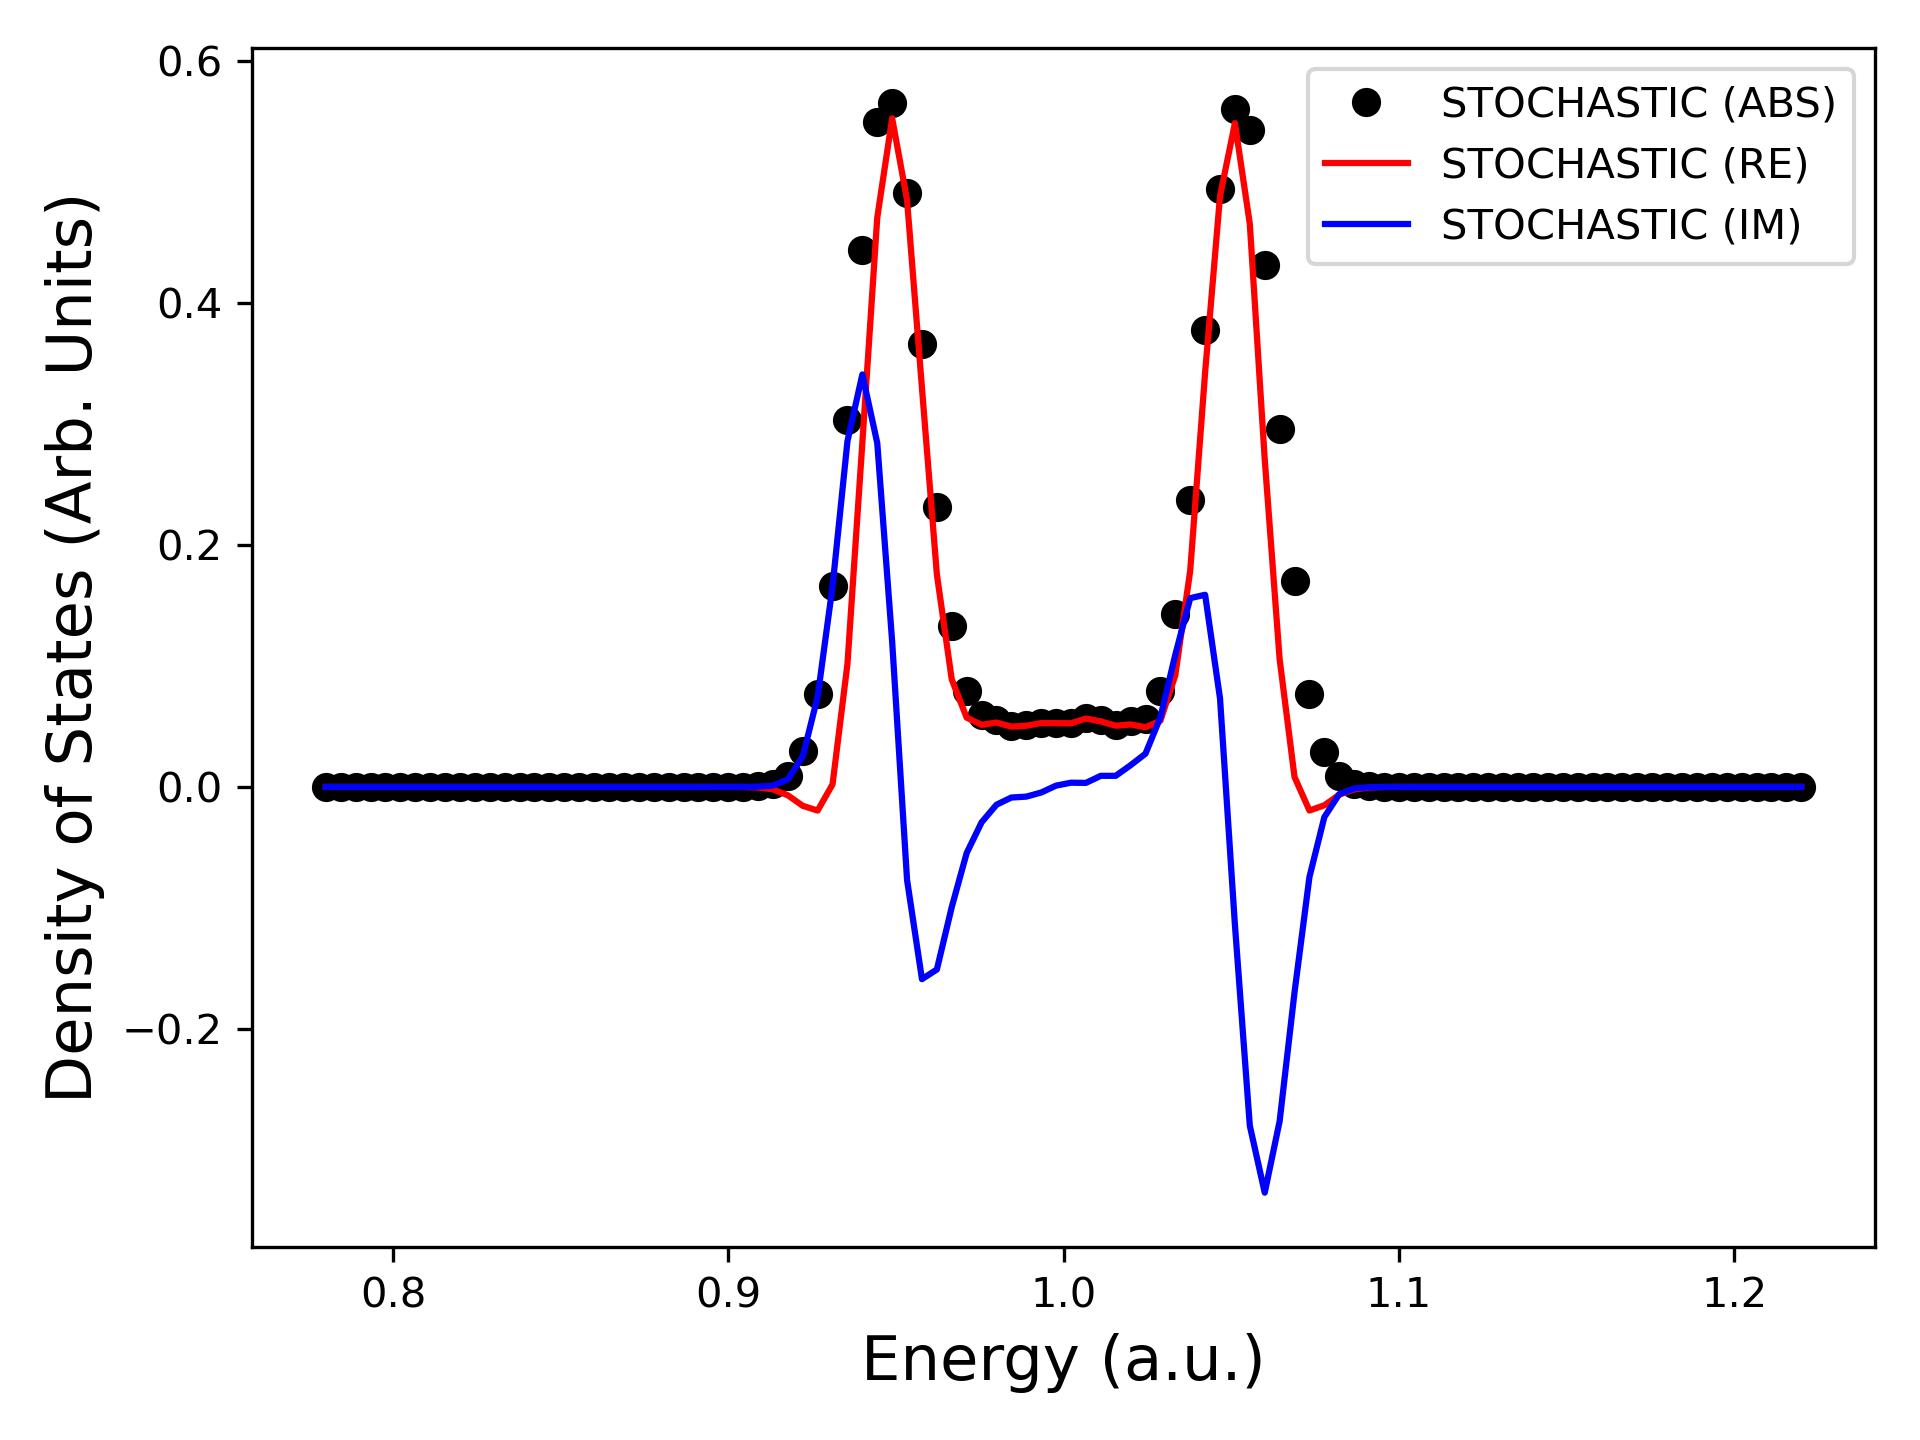 0.6
0.4
0.2
0.0
−0.2
Density of States (Arb. Units)
STOCHASTIC (ABS)
STOCHASTIC (RE)
STOCHASTIC (IM)
0.8
0.9
1.0
1.1
1.2
Energy (a.u.)